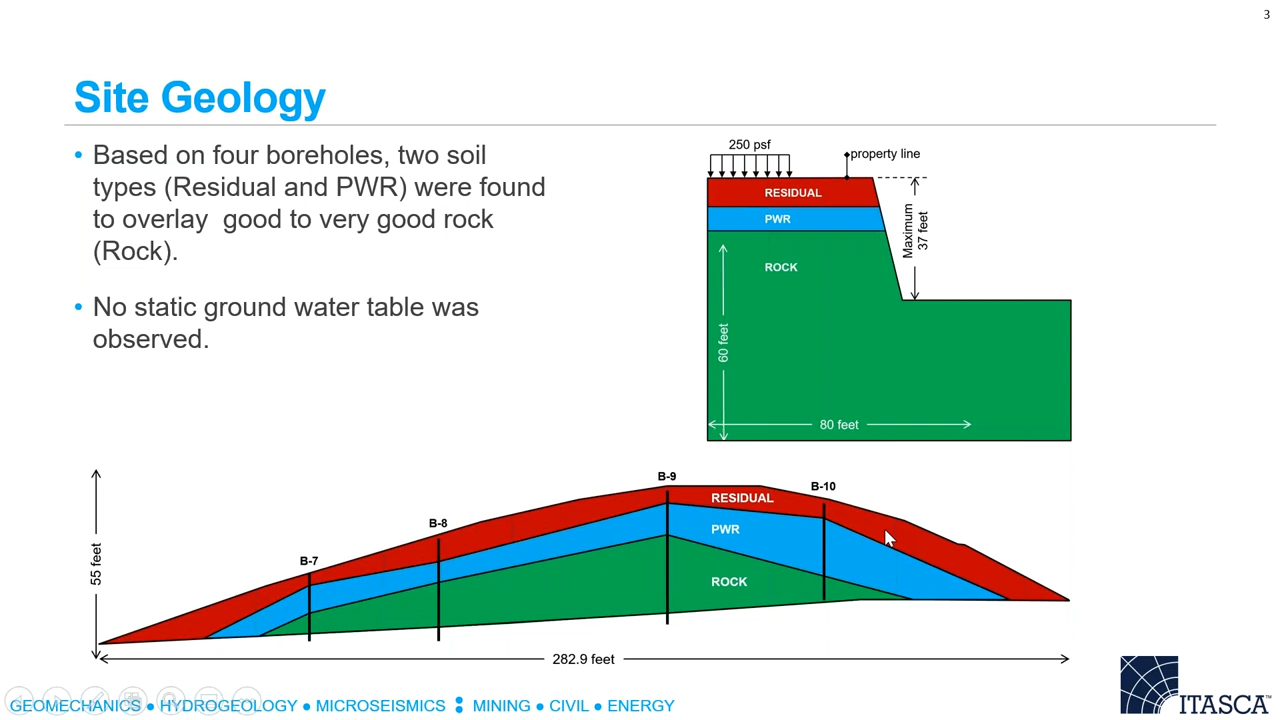 3
Site Geology
• Based on four boreholes, two soil
types (Residual and PWR) were found
to overlay good to very good rock
(Rock).
• No static ground water table was
observed.
250 psf
property line
RESIDUAL
PWR
ROCK
Maximum
37 feet
60 feet
80 feet
B-7
B-8
B-9
B-10
RESIDUAL
PWR
ROCK
55 feet
282.9 feet
GEOMECHANICS ● HYDROGEOLOGY ● MICROSEISMICS : MINING ● CIVIL ● ENERGY
ITASCA™